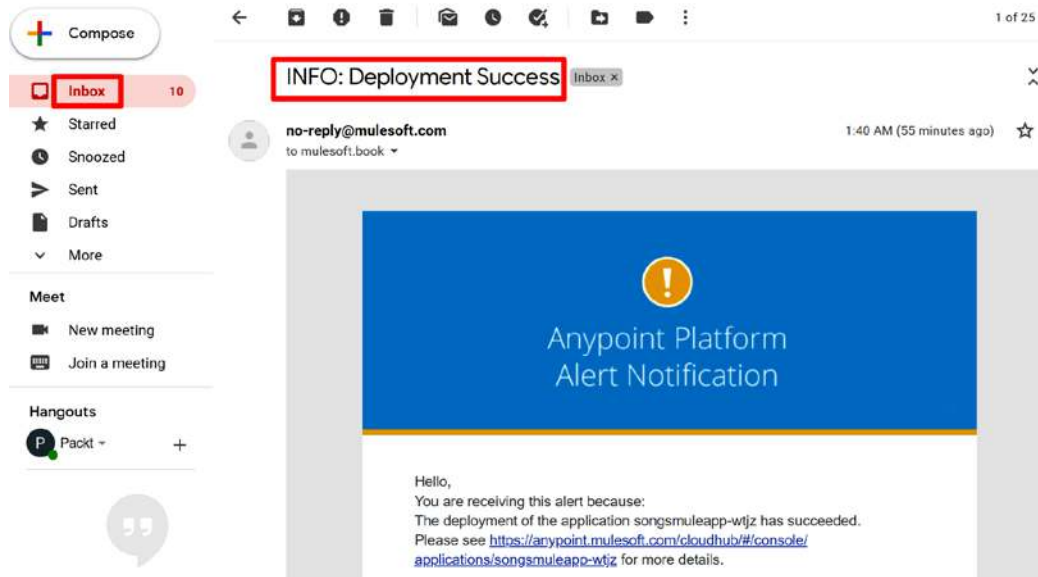 Compose
1 of 25
Inbox 10
Starred
Snoozed
Sent
Drafts
More
Meet
New meeting
Join a meeting
Hangouts
P Packt
INFO: Deployment Success Inbox ×
no-reply@mulesoft.com 1:40 AM (55 minutes ago)
to mulesoft.book
Anypoint Platform
Alert Notification
Hello,
You are receiving this alert because:
The deployment of the application songsmuleapp-wtjz has succeeded.
Please see https://anypoint.mulesoft.com/cloudhub/#/console/
applications/songsmuleapp-wtjz for more details.